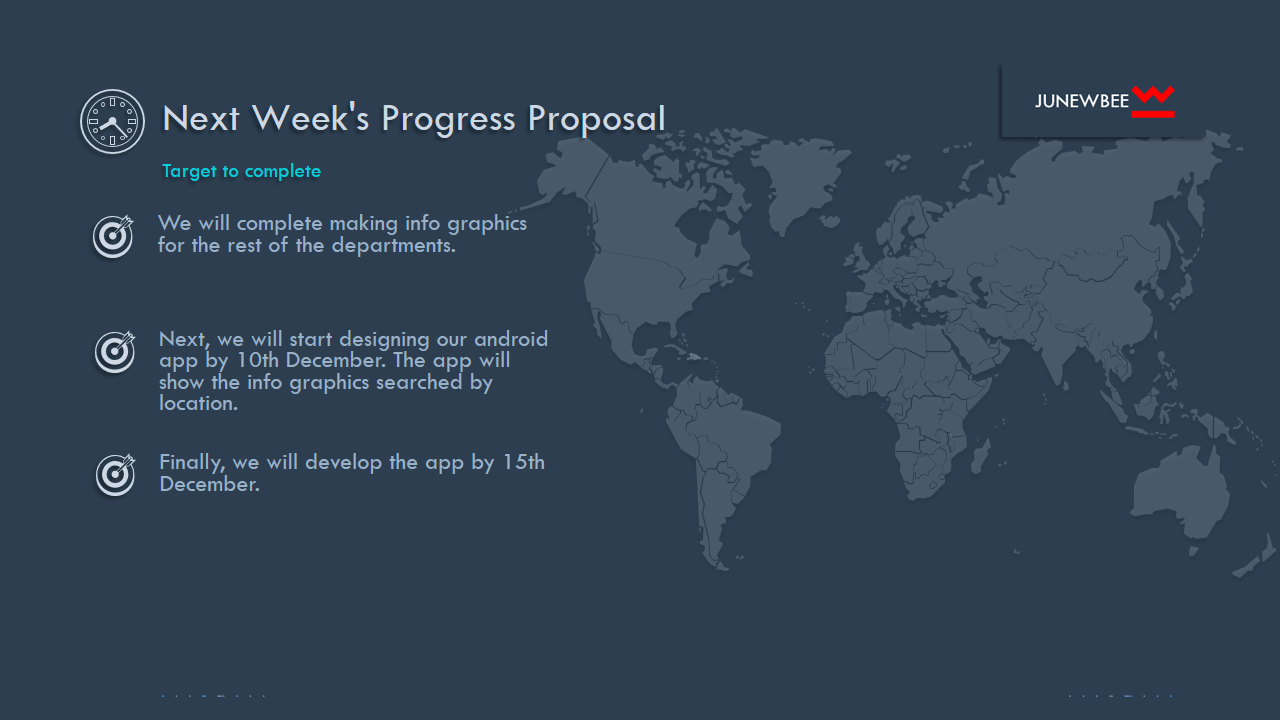 JUNEWBEE
Next Week's Progress Proposal
Target to complete
We will complete making info graphics
for the rest of the departments.
Next, we will start designing our android
app by 10th December. The app will
show the info graphics searched by
location.
Finally, we will develop the app by 15th
December.